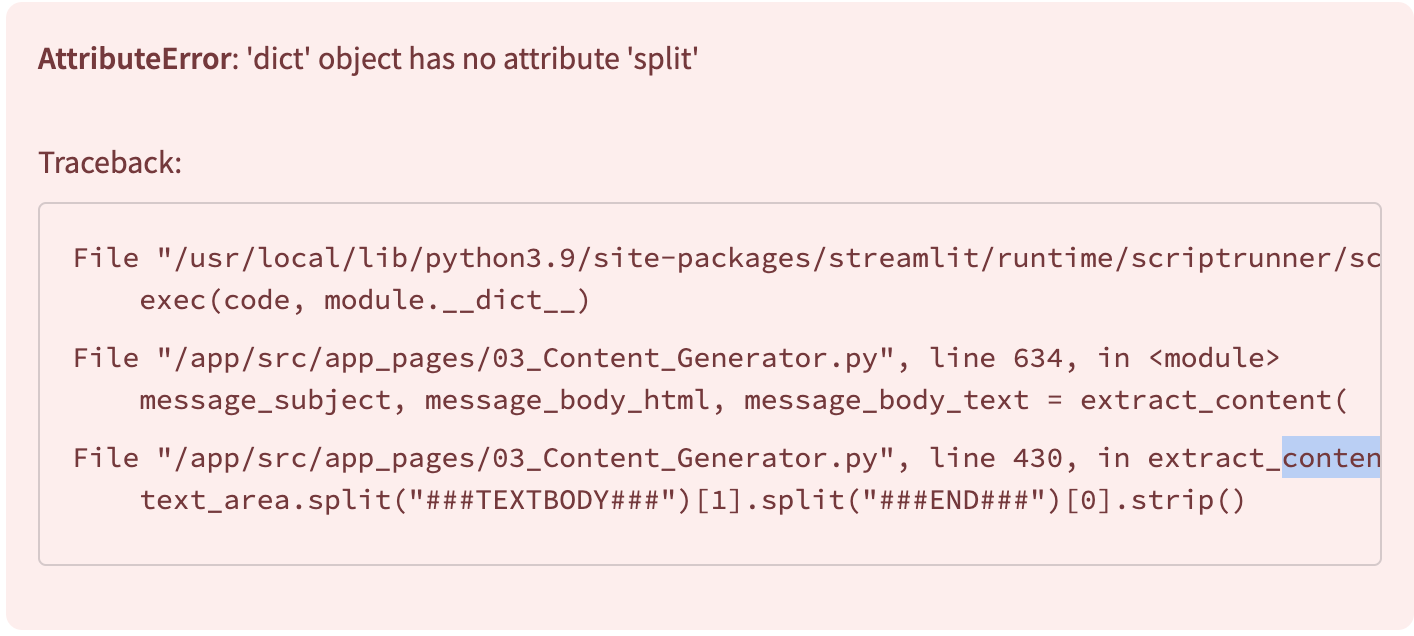 AttributeError: 'dict' object has no attribute 'split'
Traceback:
File "/usr/local/lib/python3.9/site-packages/streamlit/runtime/scriptrunner/sc
exec(code, module.__dict__)
File "/app/src/app_pages/03_Content_Generator.py", line 634, in <module>
message_subject, message_body_html, message_body_text = extract_content(
File "/app/src/app_pages/03_Content_Generator.py", line 430, in extract_conten
text_area.split("###TEXTBODY###")[1].split("###END###")[0].strip()